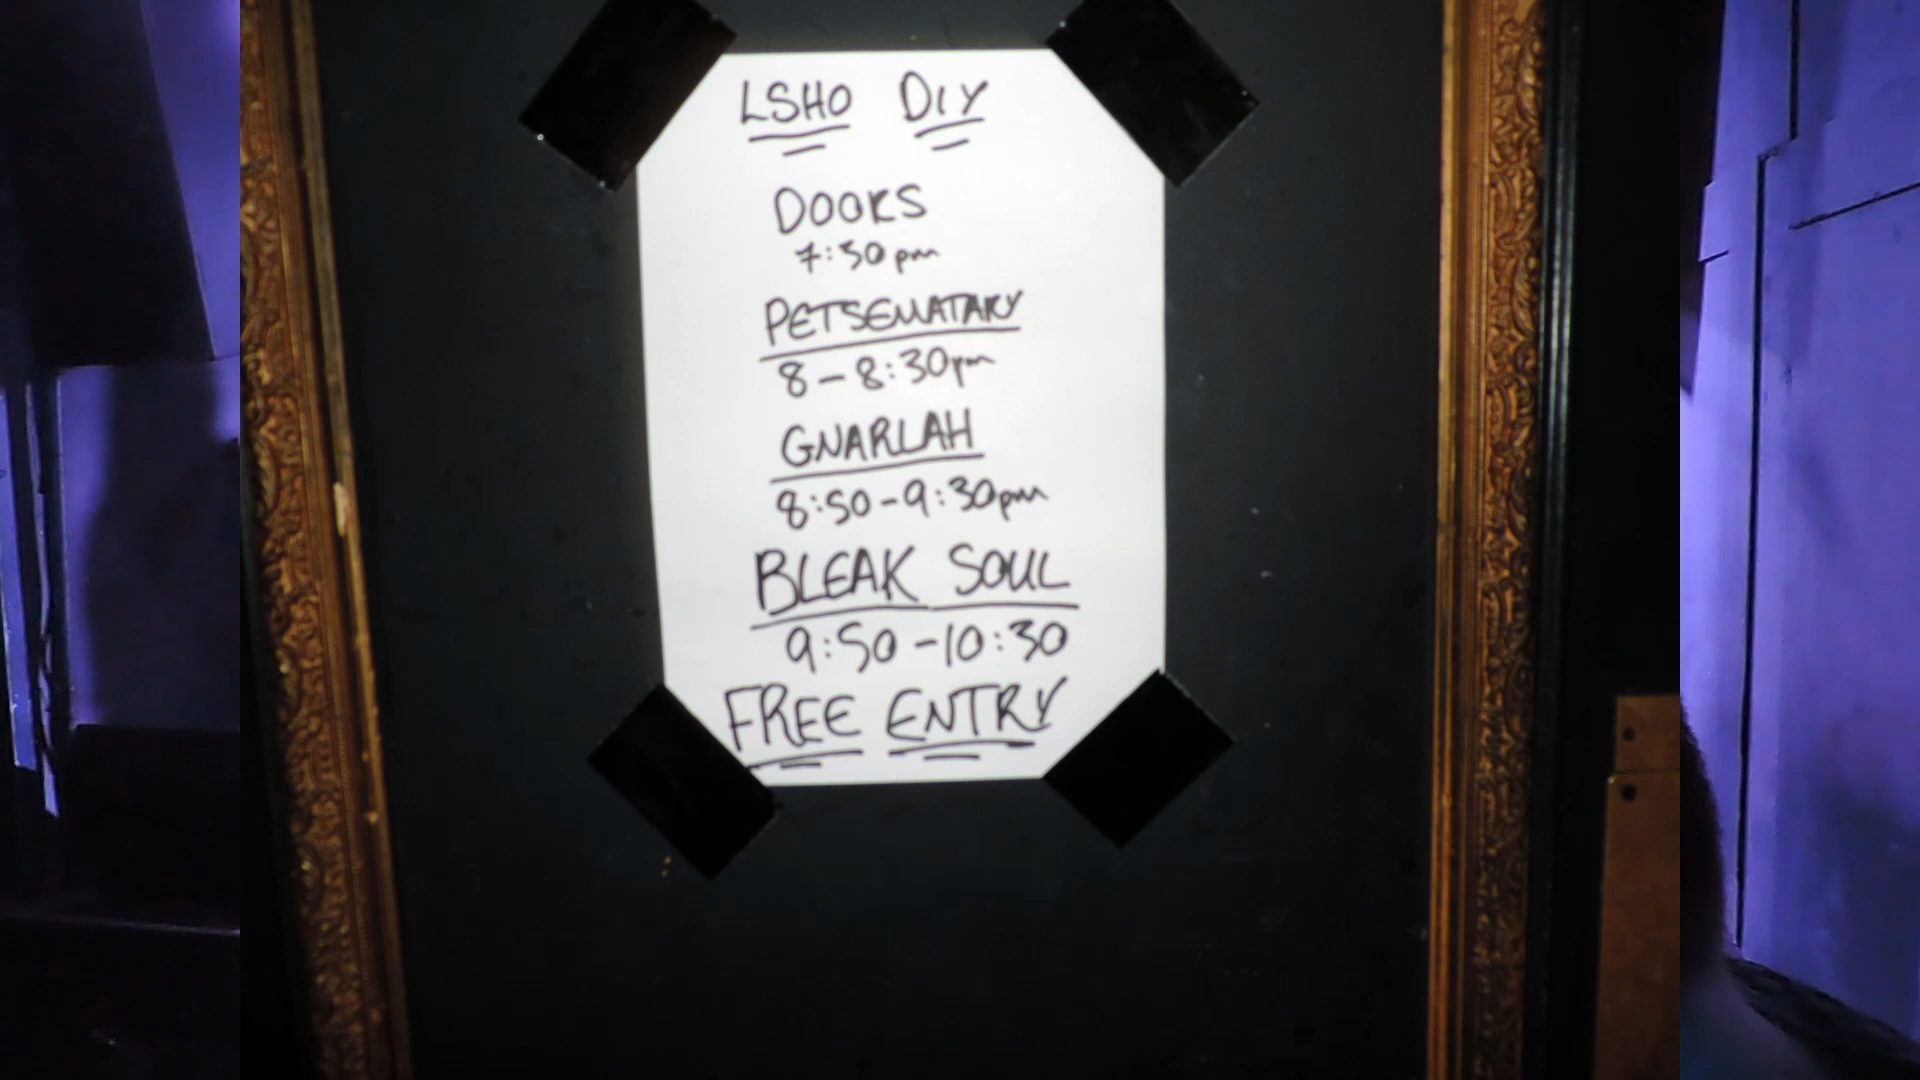 LSHO DIY
DOORS
7:30pm
PETSEMATARY
8-8:30pm
GNARLAH
8:50-9:30pm
BLEAK SOUL
9:50-10:30
FREE ENTRY